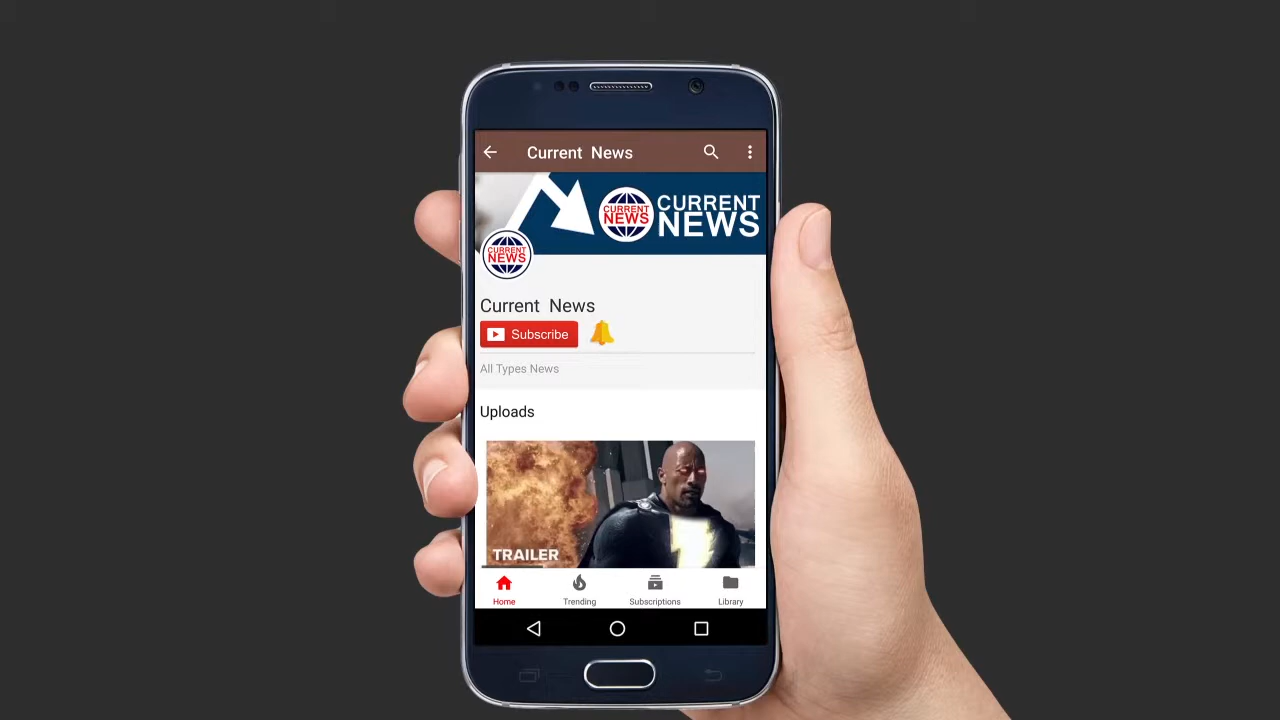 Current News
CURRENT
NEWS
CURRENT
NEWS
CURRENT
NEWS
Current News
Subscribe
All Types News
Uploads
TRAILER
Home
Trending
Subscriptions
Library